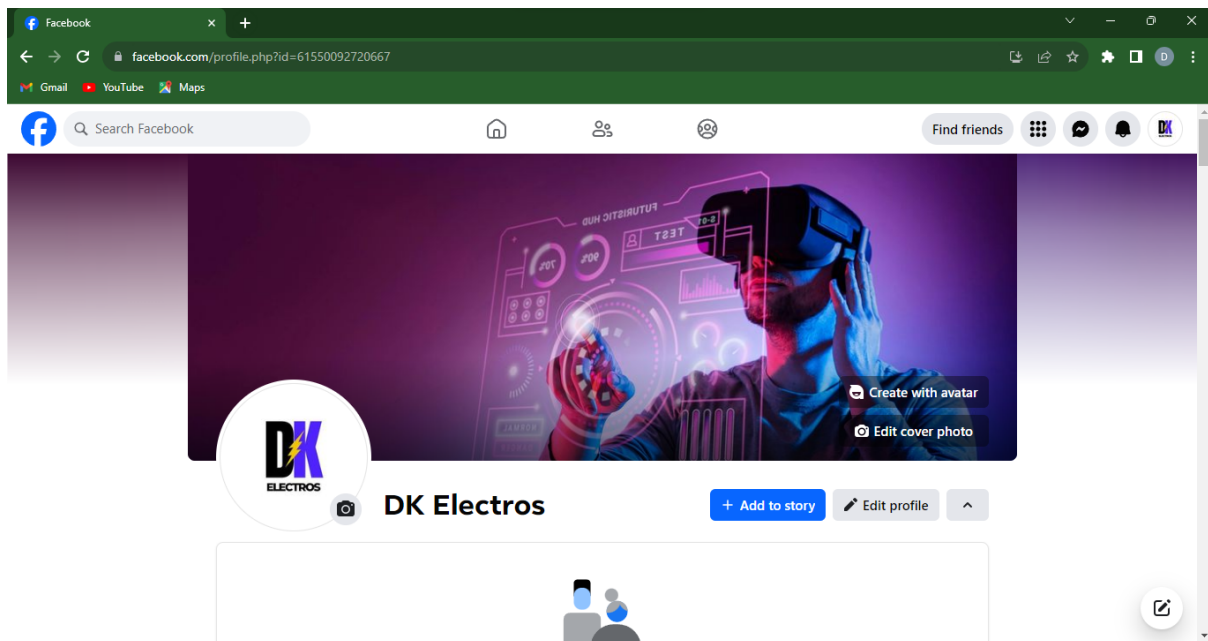 Facebook
facebook.com/profile.php?id=61550092720667
D
Gmail YouTube Maps
Search Facebook
Find friends
DK
FUTURISTIC HUD
TEST
70%
90%
Create with avatar
Edit cover photo
DK
ELECTROS
DK Electros
+ Add to story Edit profile